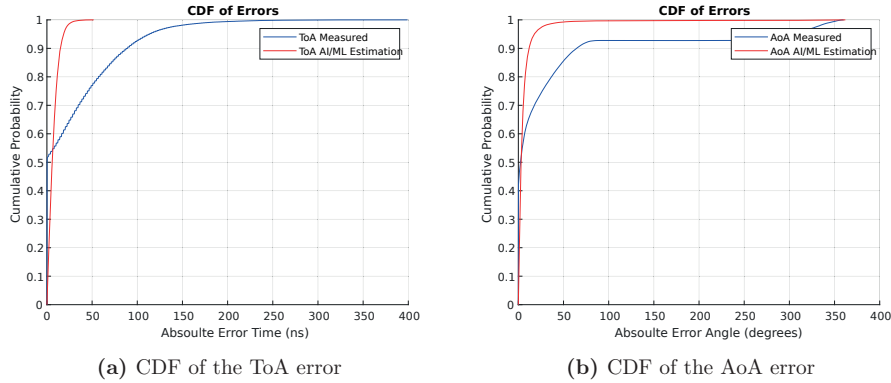 CDF of Errors
ToA Measured
ToA AI/ML Estimation
Cumulative Probability
1
0.9
0.8
0.7
0.6
0.5
0.4
0.3
0.2
0.1
0
0 50 100 150 200 250 300 350 400
Absoulte Error Time (ns)
(a) CDF of the ToA error
CDF of Errors
AoA Measured
AoA AI/ML Estimation
Cumulative Probability
1
0.9
0.8
0.7
0.6
0.5
0.4
0.3
0.2
0.1
0
0 50 100 150 200 250 300 350 400
Absoulte Error Angle (degrees)
(b) CDF of the AoA error